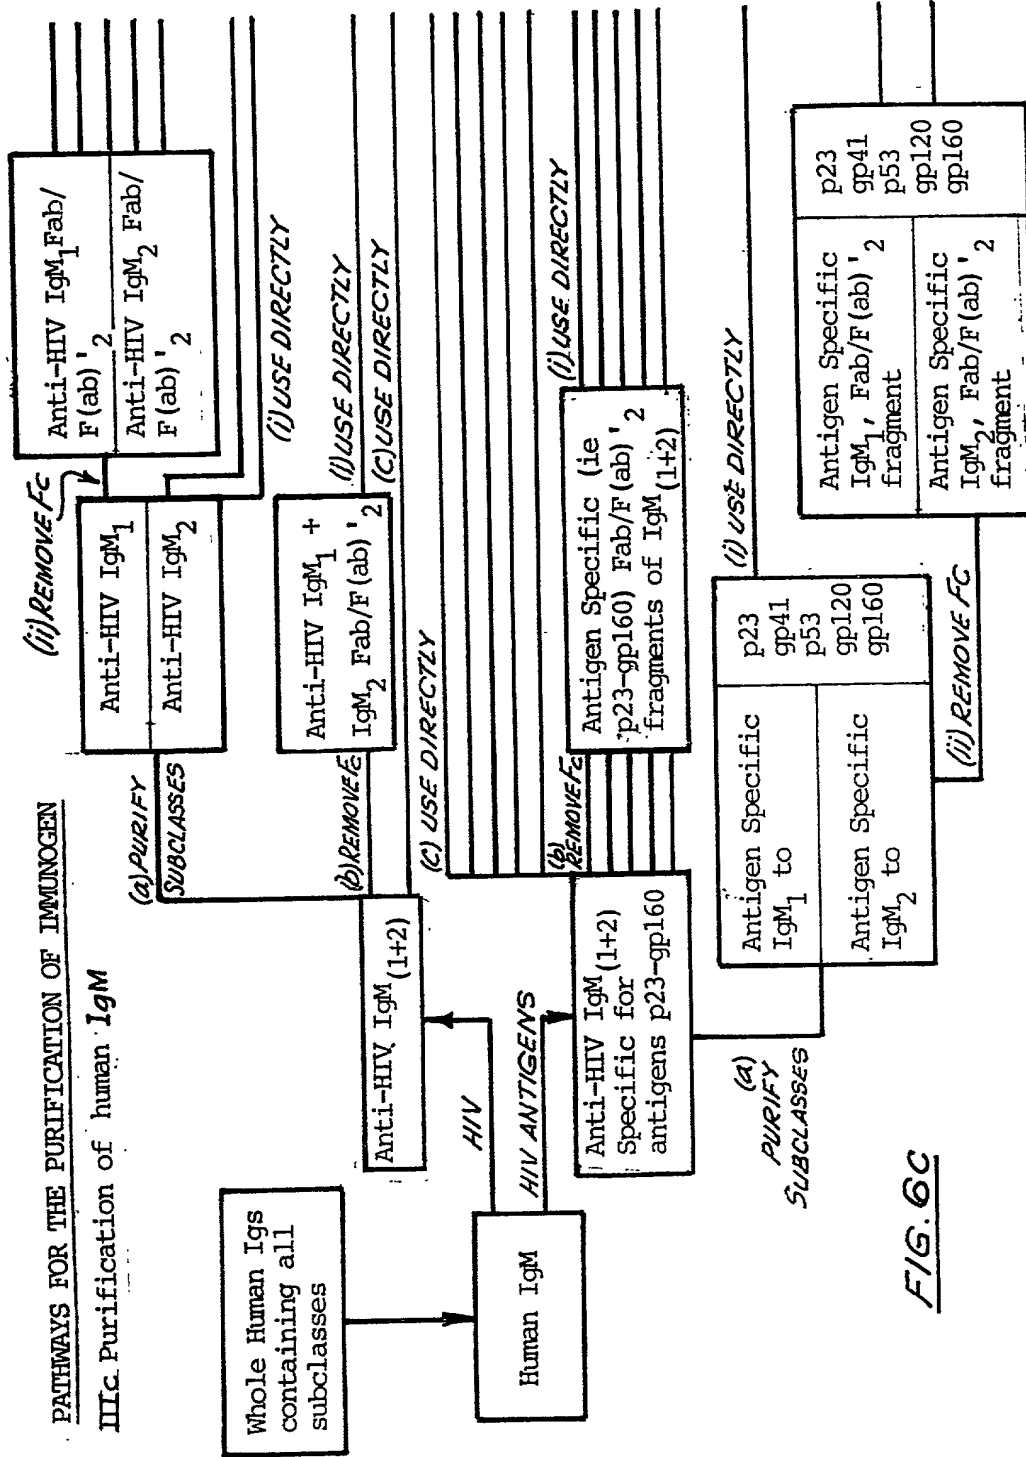 PATHWAYS FOR THE PURIFICATION OF IMMUNOGEN
IIIc Purification of human IgM
Whole Human Igs
containing all
subclasses
Human IgM
HIV
HIV ANTIGENS
Anti-HIV IgM(1+2)
(a) PURIFY
SUBCLASSES
(b) REMOVE Fc
(C) USE DIRECTLY
Anti-HIV IgM1
Anti-HIV IgM2
(ii) REMOVE Fc
(i) USE DIRECTLY
Anti-HIV IgM1 Fab/
F(ab)'2
Anti-HIV IgM2 Fab/
F(ab)'2
Anti-HIV IgM1 +
IgM2 Fab/F(ab)'2
(i) USE DIRECTLY
(C) USE DIRECTLY
Anti-HIV IgM(1+2)
Specific for
antigens p23-gp160
(b)
REMOVE Fc
Antigen Specific (ie
p23-gp160) Fab/F(ab)'2
fragments of IgM(1+2)
(i) USE DIRECTLY
(a)
PURIFY
SUBCLASSES
Antigen Specific
IgM1 to
Antigen Specific
IgM2 to
p23
gp41
p53
gp120
gp160
(i) USE DIRECTLY
(ii) REMOVE Fc
Antigen Specific
IgM1, Fab/F(ab)'2
fragment
Antigen Specific
IgM2, Fab/F(ab)'2
fragment
p23
gp41
p53
gp120
gp160
FIG. 6C